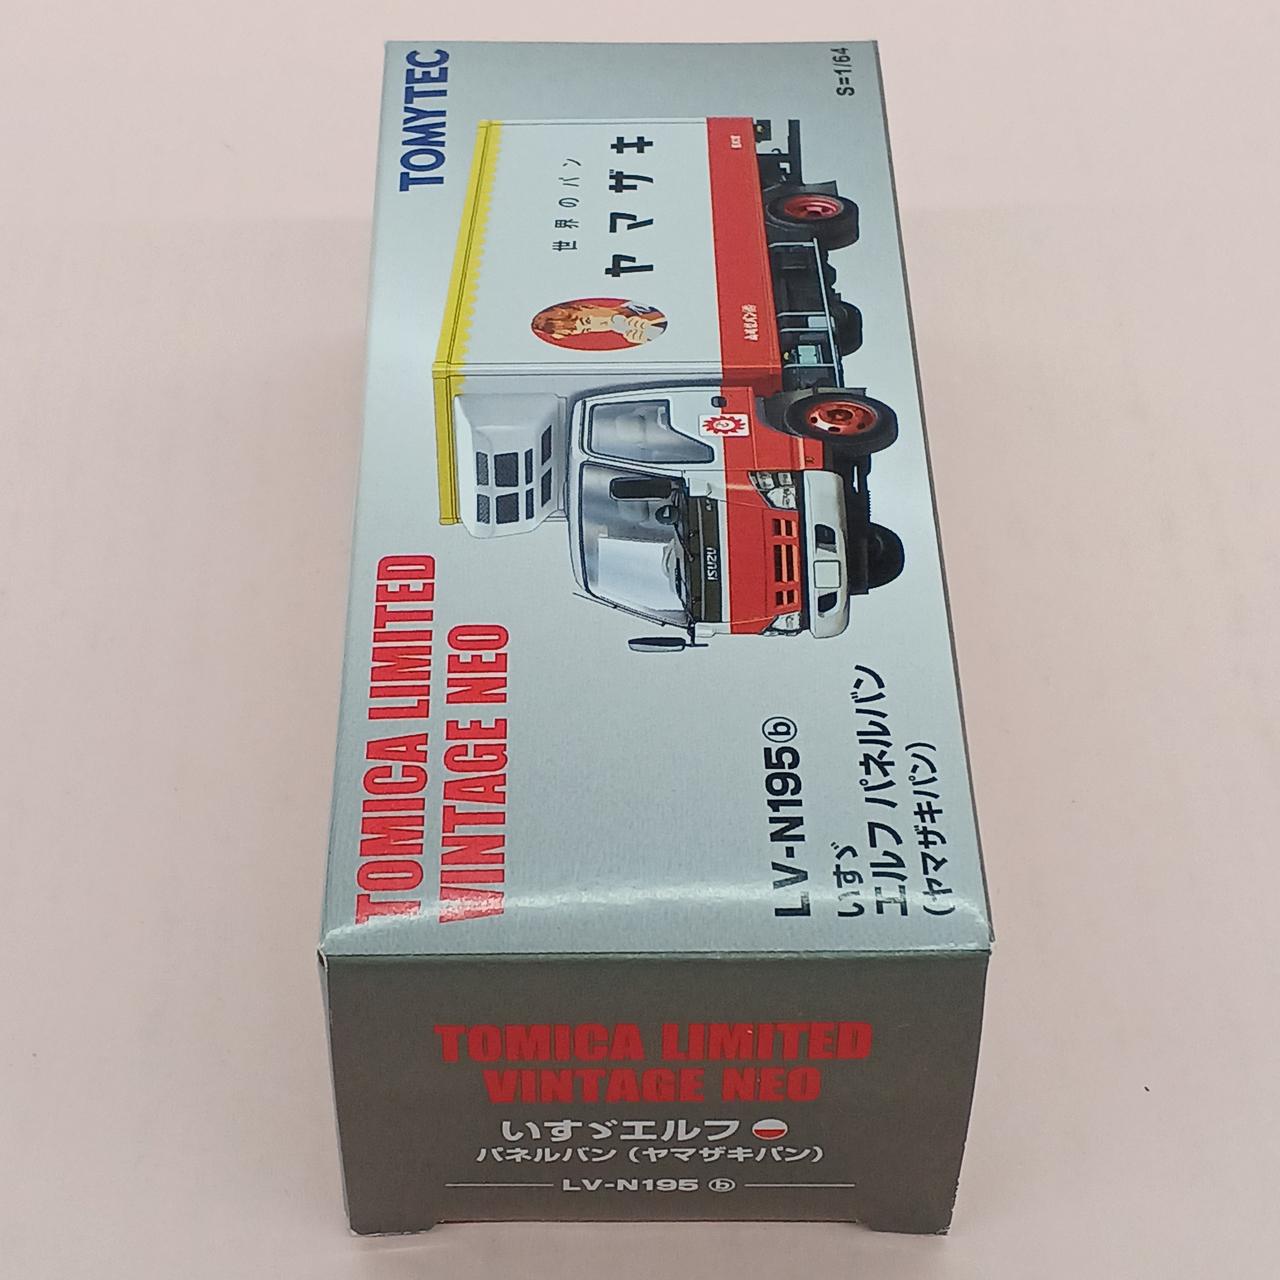 TOMYTEC
S=1/64
世界のパン
ヤマザキ
ISUZU
TOMICA LIMITED
VINTAGE NEO
LV-N195ⓑ
いすゞ
エルフ パネルバン
(ヤマザキパン)
TOMICA LIMITED
VINTAGE NEO
いすゞエルフ
パネルバン (ヤマザキパン)
LV-N195 ⓑ